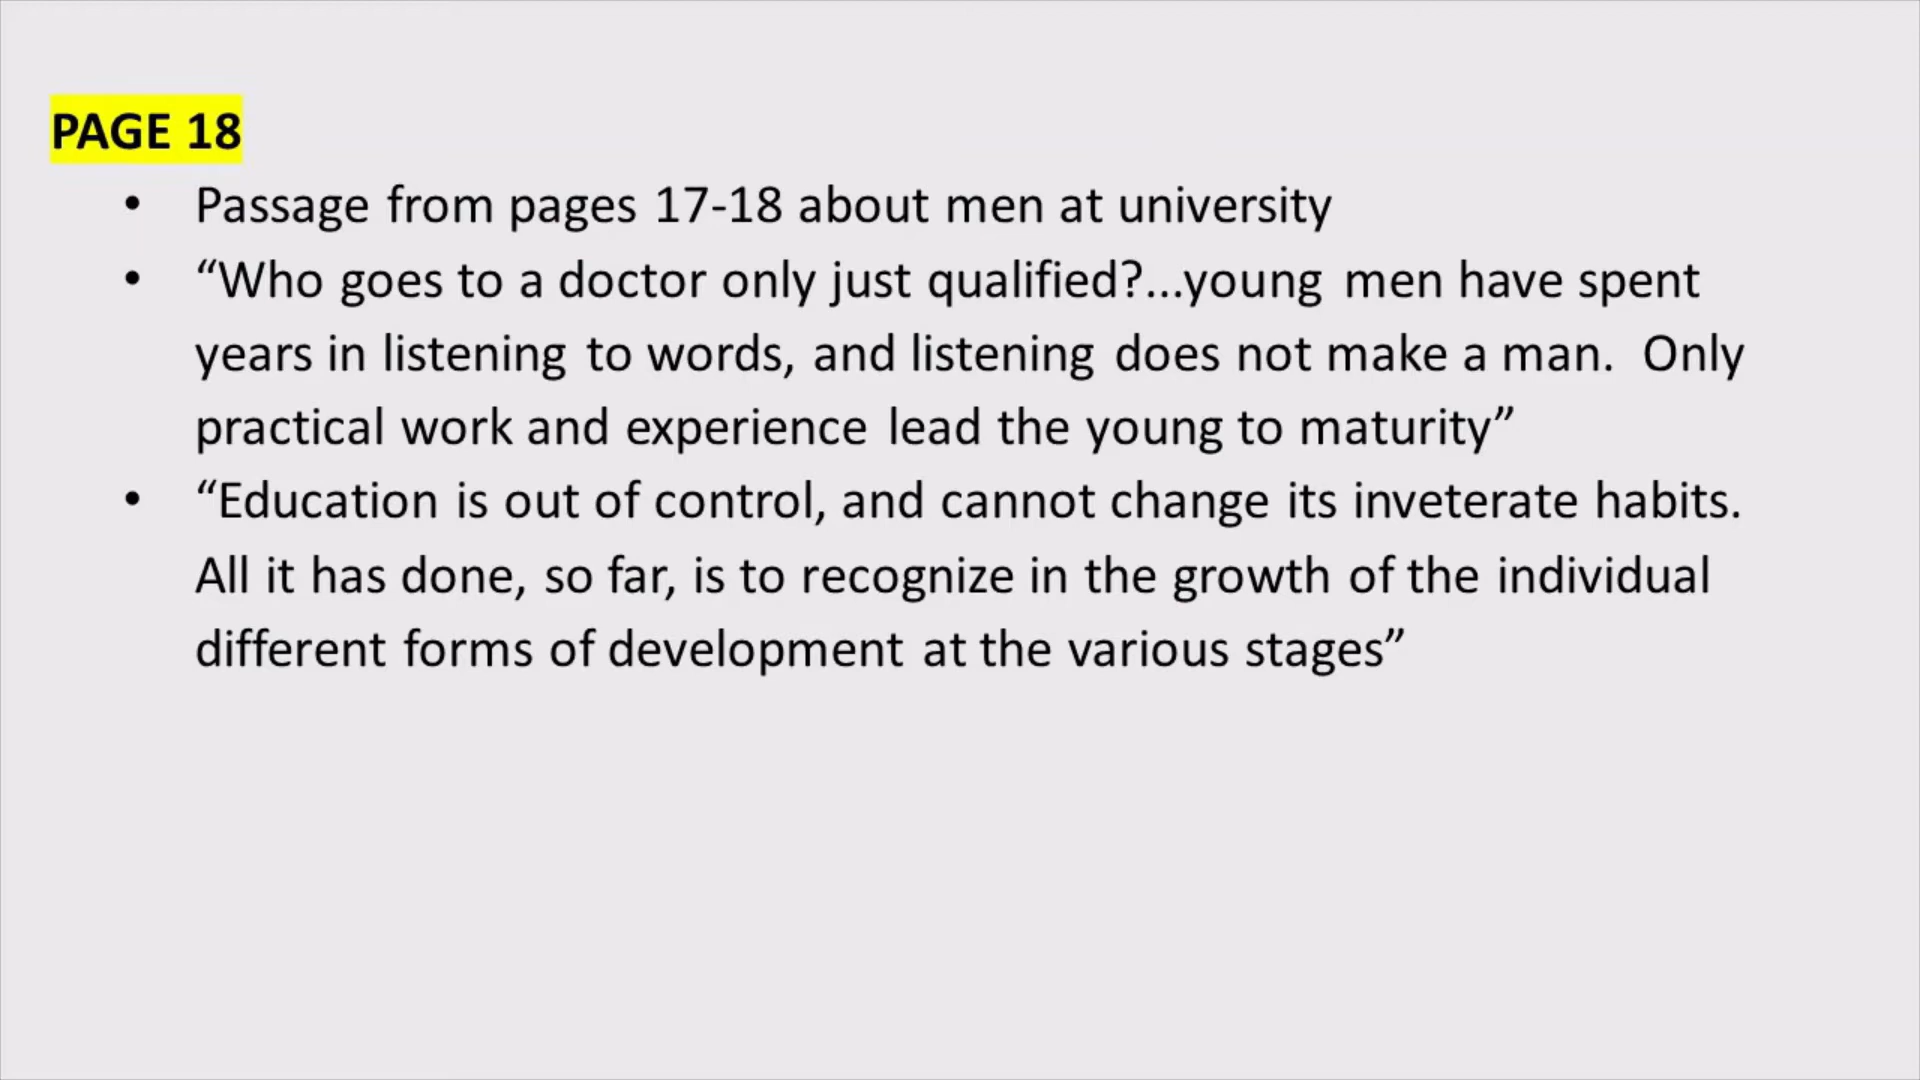 PAGE 18
• Passage from pages 17-18 about men at university
• “Who goes to a doctor only just qualified?...young men have spent
years in listening to words, and listening does not make a man.  Only
practical work and experience lead the young to maturity”
• “Education is out of control, and cannot change its inveterate habits.
All it has done, so far, is to recognize in the growth of the individual
different forms of development at the various stages”